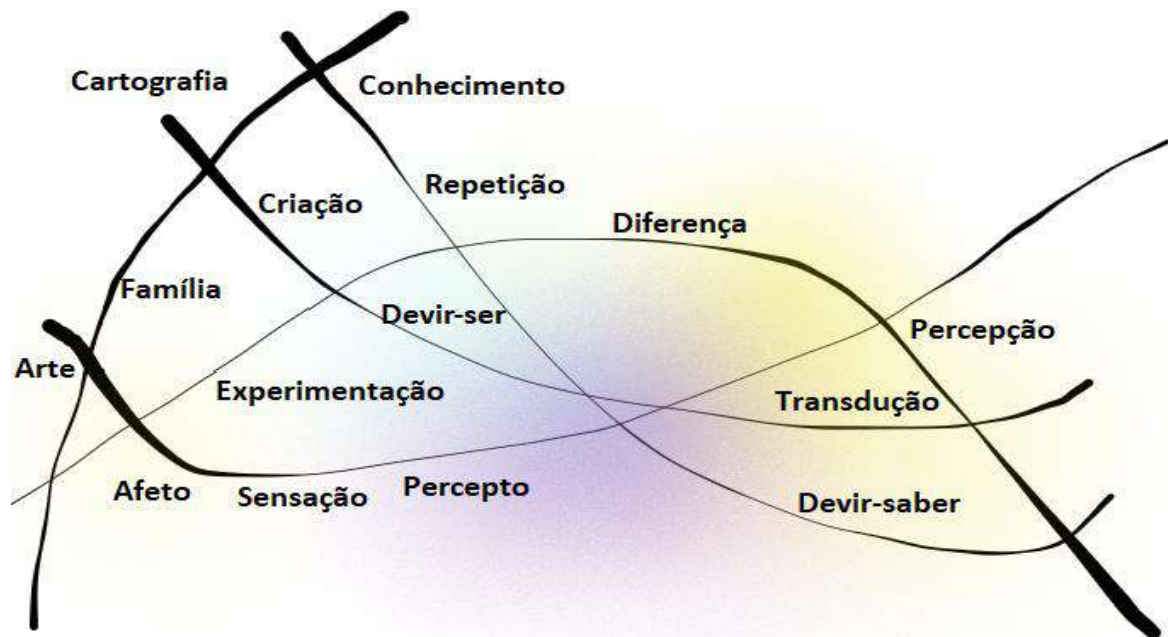 Cartografia
Conhecimento
Repetição
Criação
Diferença
Família
Devir-ser
Percepção
Arte
Experimentação
Transdução
Afeto
Sensação
Percepto
Devir-saber